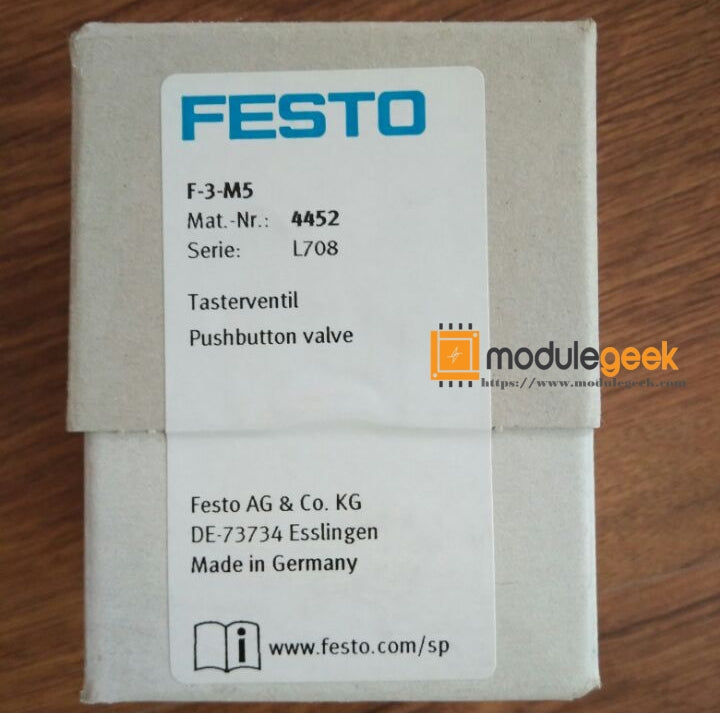 FESTO
F-3-M5
Mat.-Nr.: 4452
Serie: L708
Tasterventil
Pushbutton valve
modulegeek
https://www.modulegeek.com
Festo AG & Co. KG
DE-73734 Esslingen
Made in Germany
i www.festo.com/sp